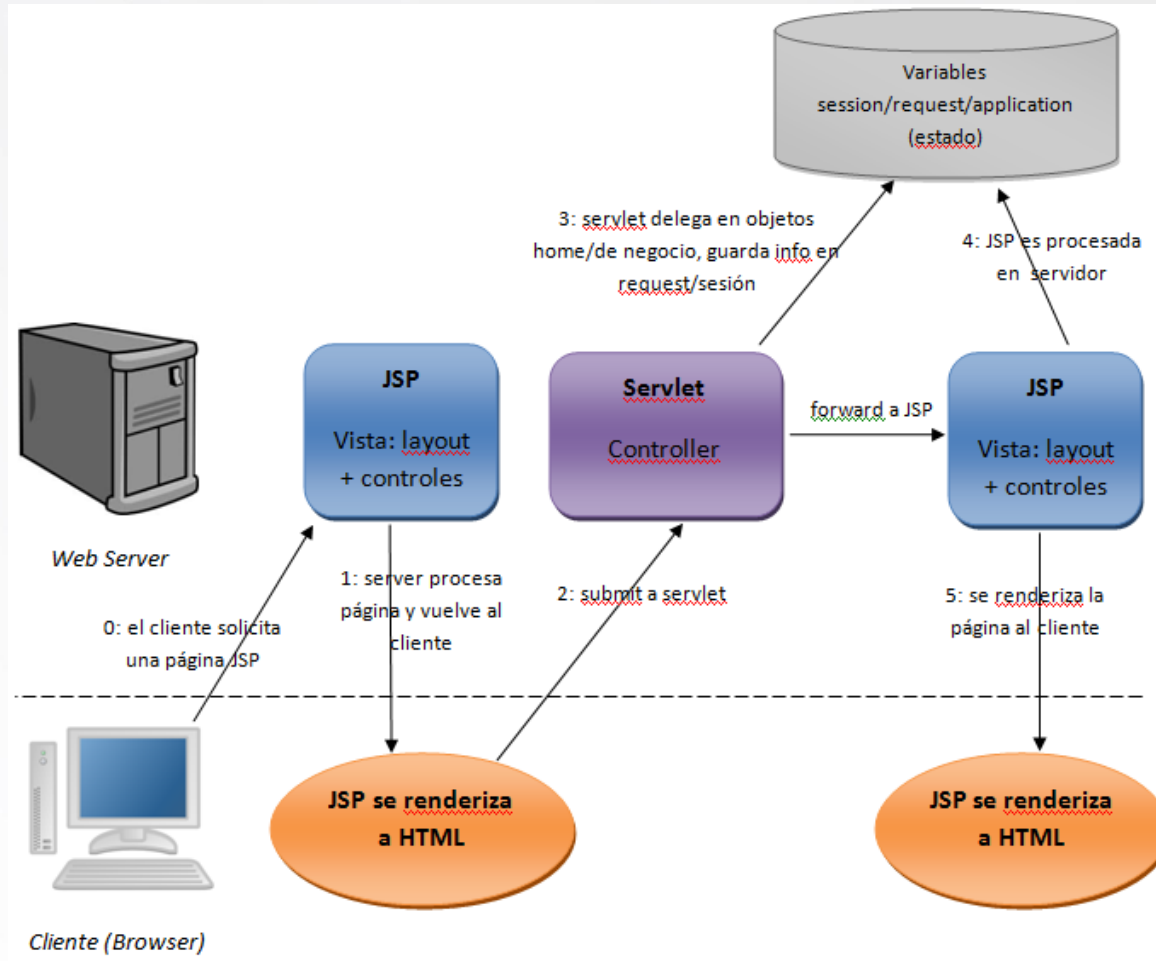 Variables
session/request/application
(estado)
3: servlet delega en objetos
home/de negocio, guarda info en
request/sesión
4: JSP es procesada
en servidor
JSP
Vista: layout
+ controles
Servlet
Controller
forward a JSP
JSP
Vista: layout
+ controles
Web Server
0: el cliente solicita
una página JSP
1: server procesa
página y vuelve al
cliente
2: submit a servlet
5: se renderiza la
página al cliente
JSP se renderiza
a HTML
JSP se renderiza
a HTML
Cliente (Browser)